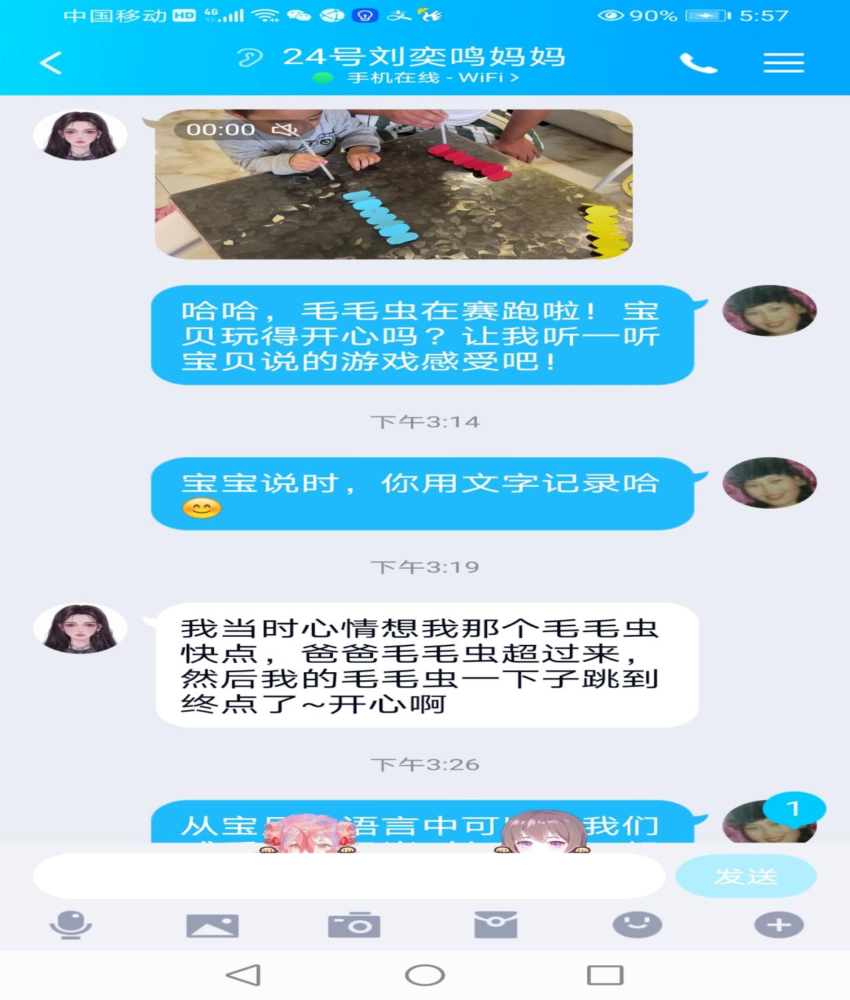 中国移动 HD 4G 90% 5:57
24号刘奕鸣妈妈
手机在线 - WiFi >
00:00
哈哈，毛毛虫在赛跑啦！宝
贝玩得开心吗？让我听一听
宝贝说的游戏感受吧！
下午3:14
宝宝说时，你用文字记录哈
😊
下午3:19
我当时心情想我那个毛毛虫
快点，爸爸毛毛虫超过来，
然后我的毛毛虫一下子跳到
终点了~开心啊
下午3:26
1
从宝 语言中可 我们
发送